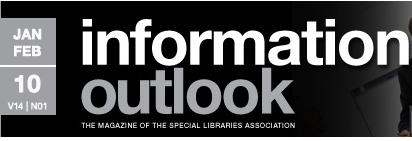 JAN
FEB
10
V14 | N01
information
outlook
THE MAGAZINE OF THE SPECIAL LIBRARIES ASSOCIATION